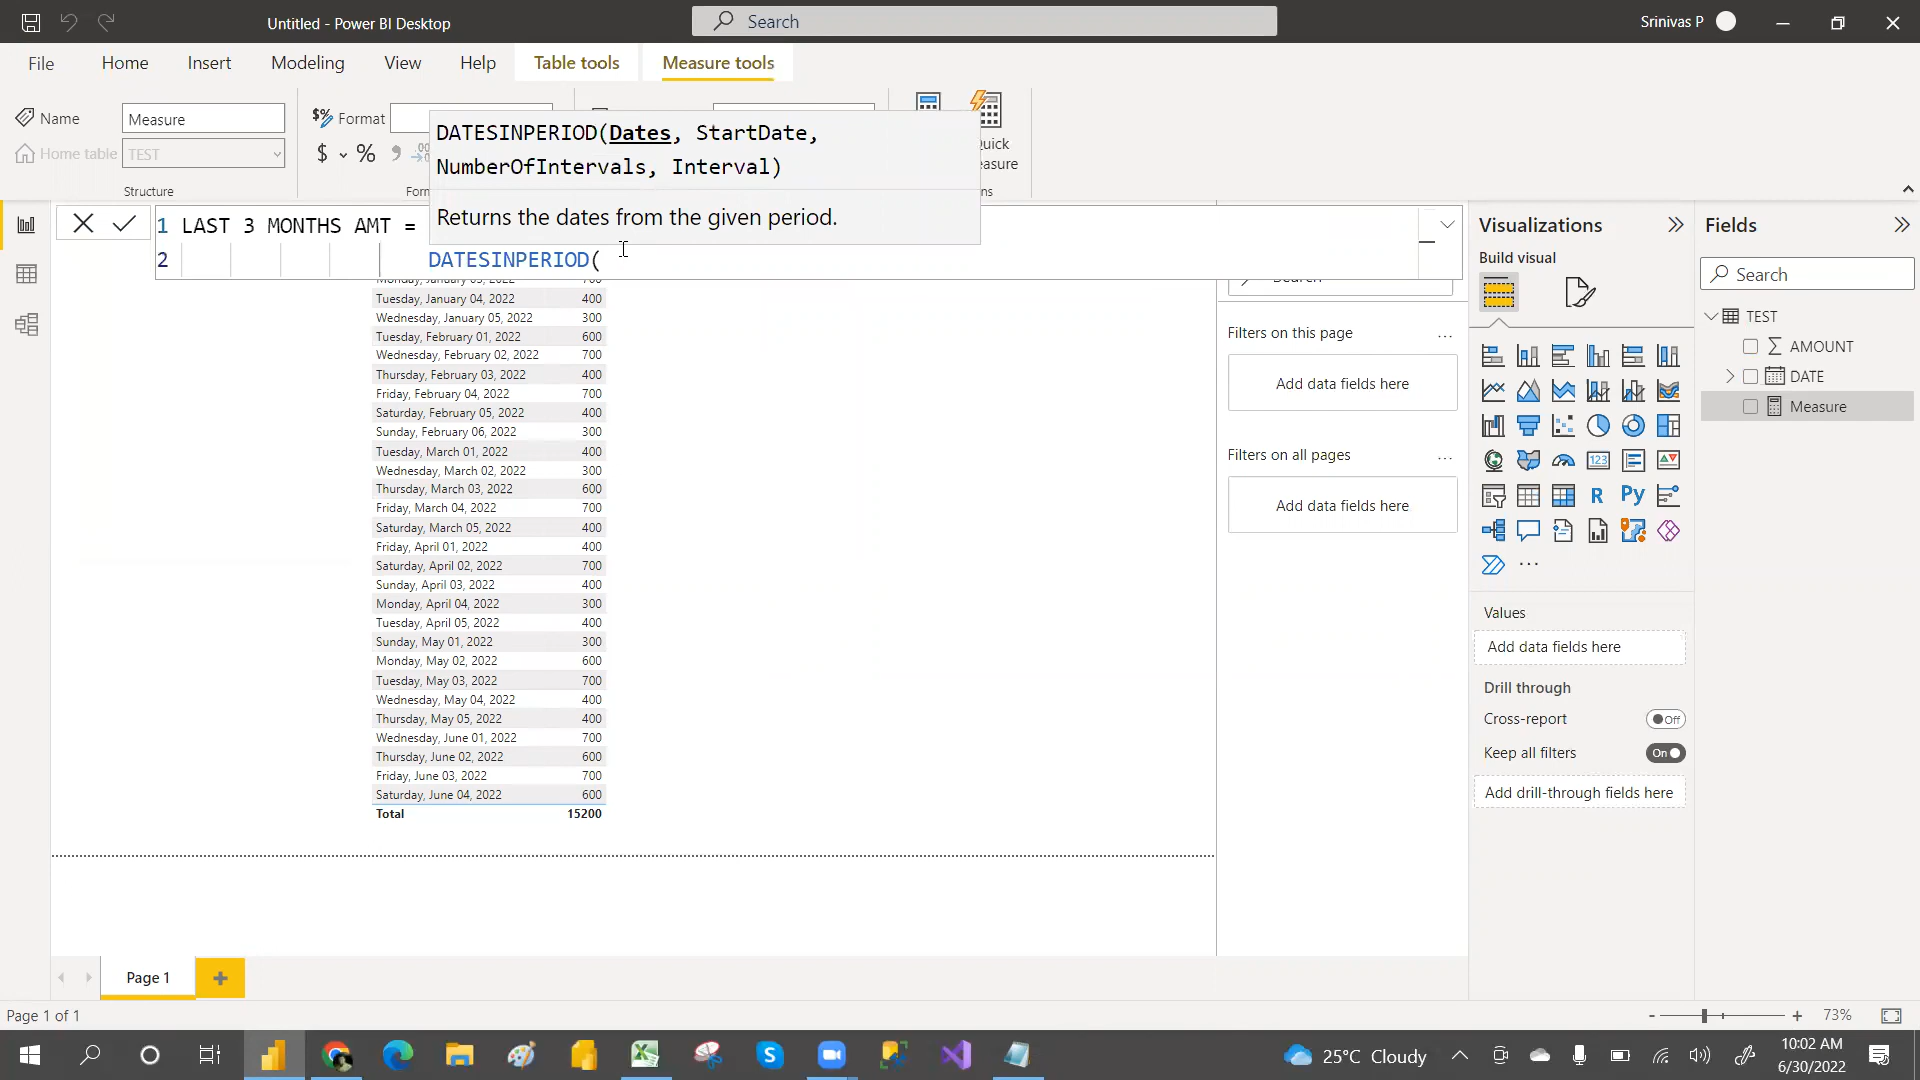 Untitled - Power BI Desktop
Search
Srinivas P
File
Home
Insert
Modeling
View
Help
Table tools
Measure tools
Name
Measure
Format
Home table
TEST
Structure
DATESINPERIOD(Dates, StartDate,
NumberOfIntervals, Interval)
Returns the dates from the given period.
1 LAST 3 MONTHS AMT =
2 DATESINPERIOD(
Tuesday, January 04, 2022 400
Wednesday, January 05, 2022 300
Tuesday, February 01, 2022 600
Wednesday, February 02, 2022 700
Thursday, February 03, 2022 400
Friday, February 04, 2022 700
Saturday, February 05, 2022 400
Sunday, February 06, 2022 300
Tuesday, March 01, 2022 400
Wednesday, March 02, 2022 300
Thursday, March 03, 2022 600
Friday, March 04, 2022 700
Saturday, March 05, 2022 400
Friday, April 01, 2022 400
Saturday, April 02, 2022 700
Sunday, April 03, 2022 400
Monday, April 04, 2022 300
Tuesday, April 05, 2022 400
Sunday, May 01, 2022 300
Monday, May 02, 2022 600
Tuesday, May 03, 2022 700
Wednesday, May 04, 2022 400
Thursday, May 05, 2022 400
Wednesday, June 01, 2022 700
Thursday, June 02, 2022 600
Friday, June 03, 2022 700
Saturday, June 04, 2022 600
Total 15200
Filters on this page ...
Add data fields here
Filters on all pages ...
Add data fields here
Visualizations
Build visual
123
R
Py
Values
Add data fields here
Drill through
Cross-report Off
Keep all filters On
Add drill-through fields here
Fields
Search
TEST
AMOUNT
DATE
Measure
Page 1
Page 1 of 1
73%
25°C Cloudy
10:02 AM
6/30/2022